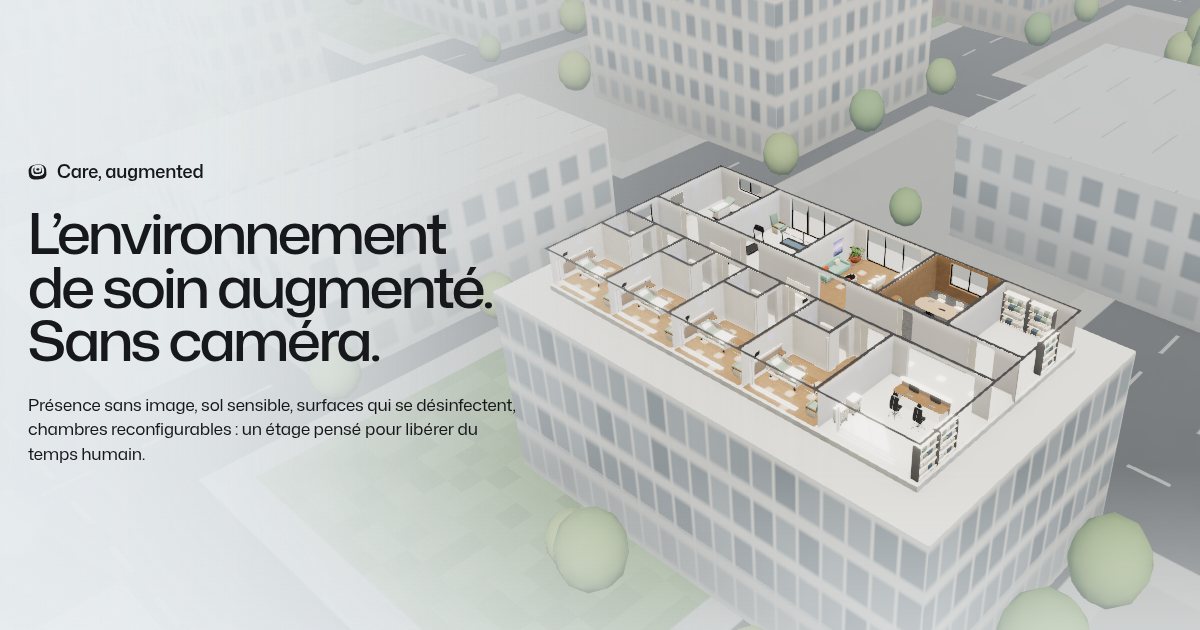 Care, augmented
L’environnement
de soin augmenté.
Sans caméra.
Présence sans image, sol sensible, surfaces qui se désinfectent,
chambres reconfigurables : un étage pensé pour libérer du
temps humain.